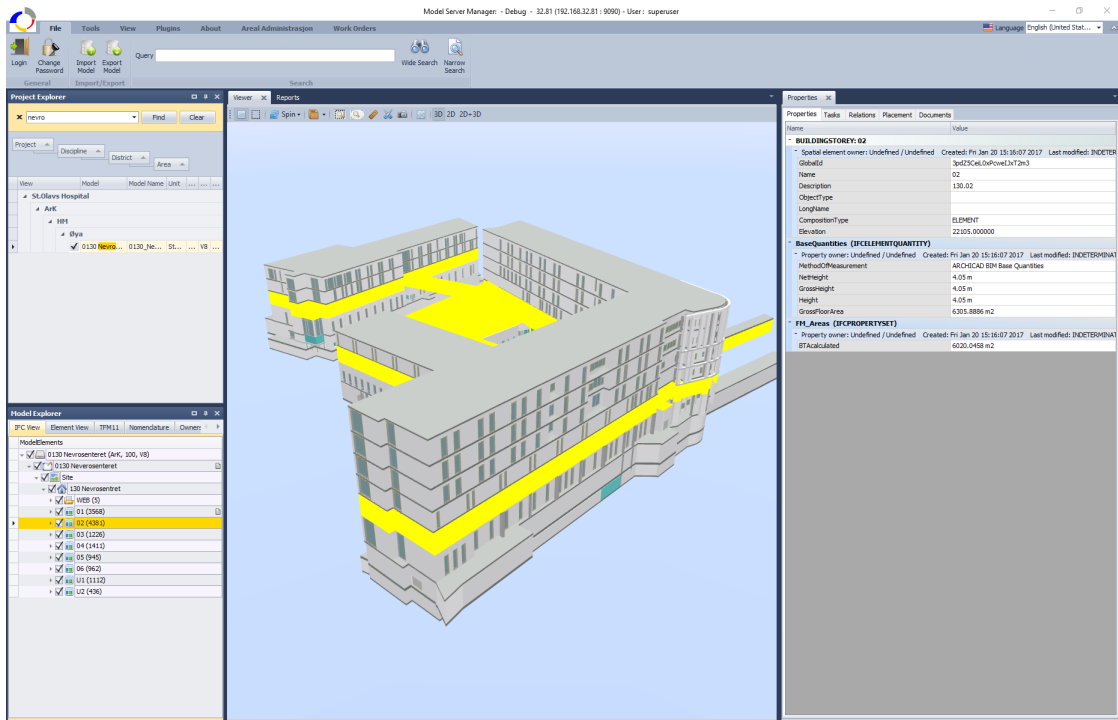 Model Server Manager: - Debug - 32.81 (192.168.32.81 : 9090) - User : superuser
File Tools View Plugins About Areal Administrasjon Work Orders
Language English (United Stat...
Login Change Password Import Model Export Model Query Wide Search Narrow Search
General Import/Export Search
Project Explorer
nevro Find Clear
Project
Discipline
District
Area
View Model Model Name Unit ... ... ...
St.Olavs Hospital
ArK
HM
Øya
0130 Nevro... 0130_Ne... St... ... V8 ...
Model Explorer
IFC View Element View TFM11 Nomenclature Owners
ModelElements
0130 Nevrosenteret (ArK, 100, V8)
0130 Neverosenteret
Site
130 Nevrosentret
WEB (5)
01 (3568)
02 (4381)
03 (1226)
04 (1411)
05 (945)
06 (962)
U1 (1112)
U2 (436)
Viewer Reports
Spin 3D 2D 2D+3D
Properties
Properties Tasks Relations Placement Documents
Name Value
BUILDINGSTOREY: 02
Spatial element owner: Undefined / Undefined Created: Fri Jan 20 15:16:07 2017 Last modified: INDETER
GlobalId 3pdZ5CeiL0xPcweIJxT2m3
Name 02
Description 130.02
ObjectType
LongName
CompositionType ELEMENT
Elevation 22105.000000
BaseQuantities (IFCELEMENTQUANTITY)
Property owner: Undefined / Undefined Created: Fri Jan 20 15:16:07 2017 Last modified: INDETERMINAT
MethodOfMeasurement ARCHICAD BIM Base Quantities
NetHeight 4.05 m
GrossHeight 4.05 m
Height 4.05 m
GrossFloorArea 6305.8886 m2
FM_Areas (IFCPROPERTYSET)
Property owner: Undefined / Undefined Created: Fri Jan 20 15:16:07 2017 Last modified: INDETERMINAT
BTAcalculated 6020.0458 m2